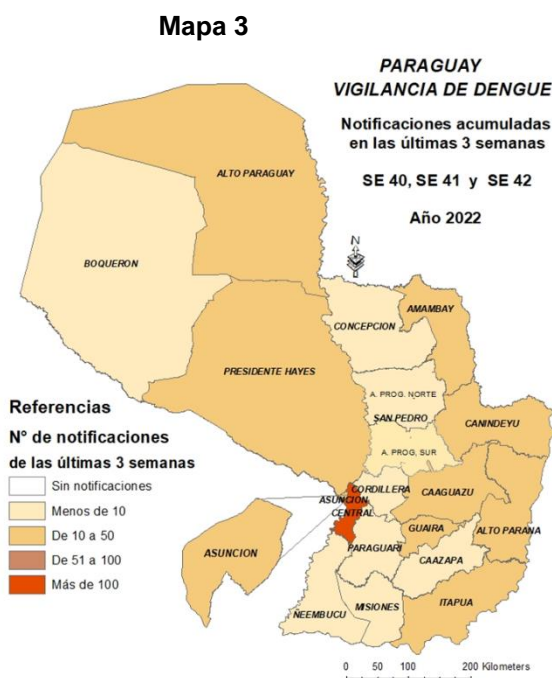 Mapa 3
PARAGUAY
VIGILANCIA DE DENGUE
Notificaciones acumuladas
en las últimas 3 semanas
SE 40, SE 41 y SE 42
Año 2022
N
ALTO PARAGUAY
BOQUERON
CONCEPCION
AMAMBAY
PRESIDENTE HAYES
A. PROG. NORTE
SAN PEDRO
CANINDEYU
A. PROG. SUR
Referencias
N° de notificaciones
de las últimas 3 semanas
Sin notificaciones
Menos de 10
De 10 a 50
De 51 a 100
Más de 100
CORDILLERA
ASUNCION
CENTRAL
CAAGUAZU
GUAIRA
ALTO PARANA
ASUNCION
PARAGUARI
CAAZAPA
ÑEEMBUCU
MISIONES
ITAPUA
0 50 100 200 Kilometers